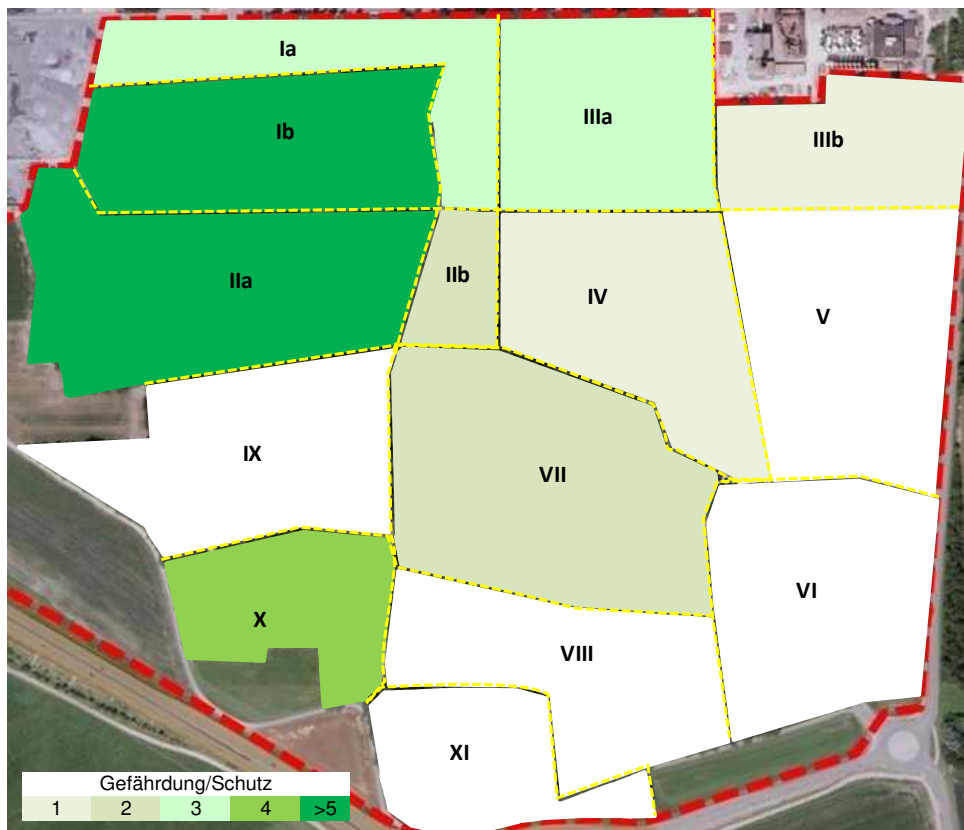 Ia
Ib
IIIa
IIIb
IIa
IIb
IV
V
IX
VII
VI
X
VIII
XI
Gefährdung/Schutz
1 2 3 4 >5